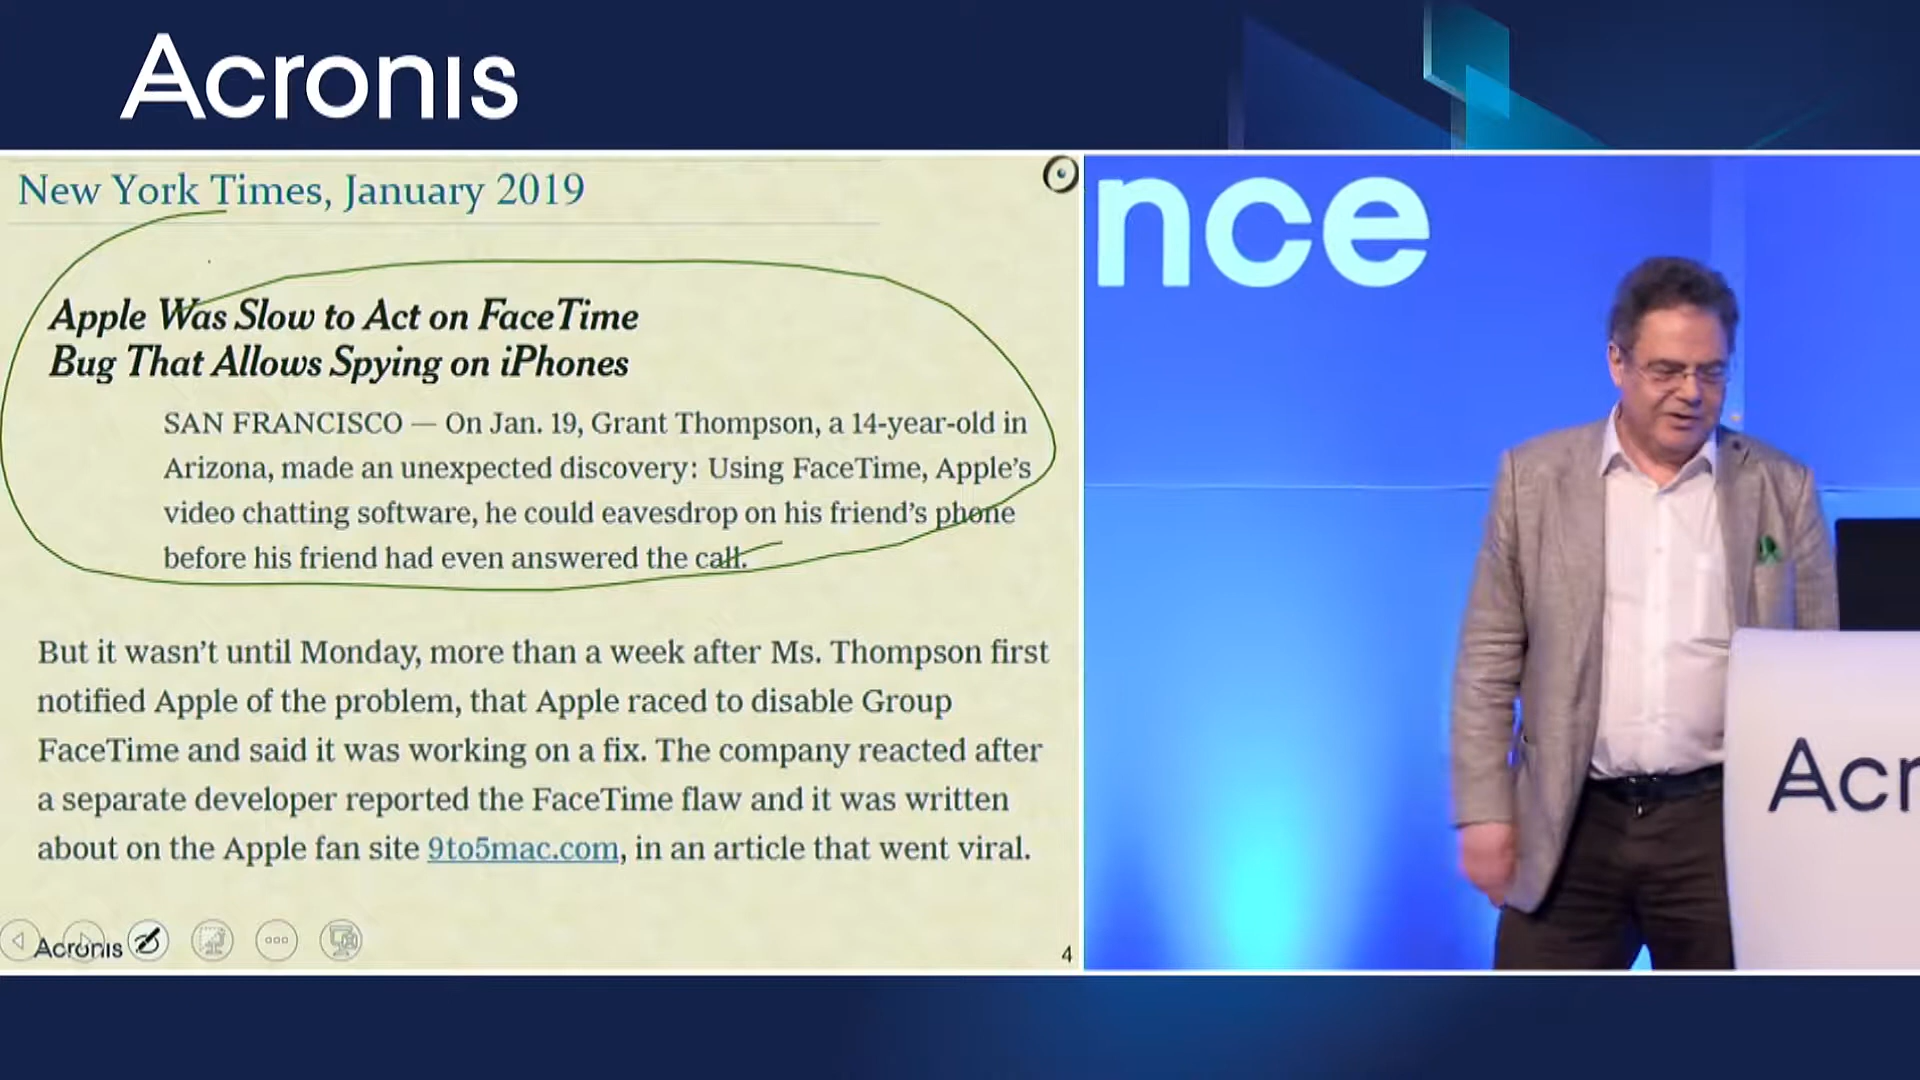 Acronis
New York Times, January 2019
Apple Was Slow to Act on FaceTime
Bug That Allows Spying on iPhones
SAN FRANCISCO — On Jan. 19, Grant Thompson, a 14-year-old in
Arizona, made an unexpected discovery: Using FaceTime, Apple’s
video chatting software, he could eavesdrop on his friend’s phone
before his friend had even answered the call.
But it wasn’t until Monday, more than a week after Ms. Thompson first
notified Apple of the problem, that Apple raced to disable Group
FaceTime and said it was working on a fix. The company reacted after
a separate developer reported the FaceTime flaw and it was written
about on the Apple fan site 9to5mac.com, in an article that went viral.
Acronis
4
nce
Acr